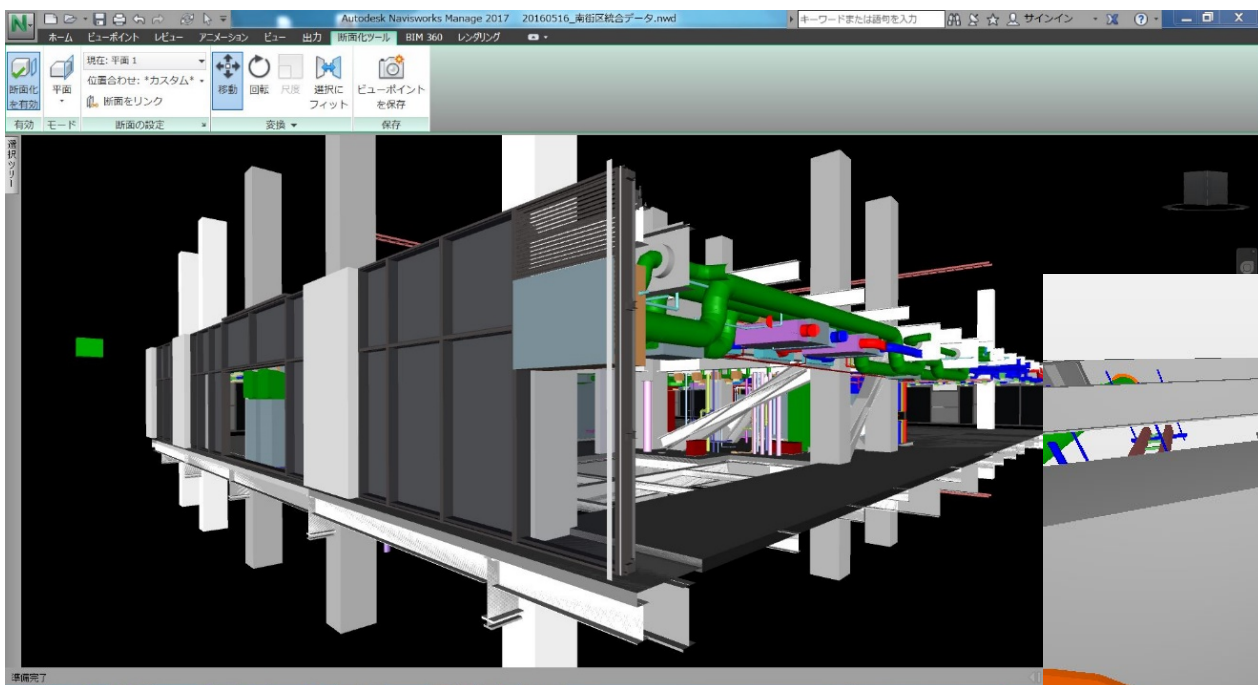 Autodesk Navisworks Manage 2017 20160516_南街区統合データ.nwd
キーワードまたは語句を入力
サインイン
ホーム ビューポイント レビュー アニメーション ビュー 出力 断面化ツール BIM 360 レンダリング
断面化
を有効
平面
現在: 平面 1
位置合わせ: *カスタム*
断面をリンク
移動
回転
尺度
選択に
フィット
ビューポイント
を保存
有効 モード 断面の設定 変換 保存
選択ツリー
準備完了